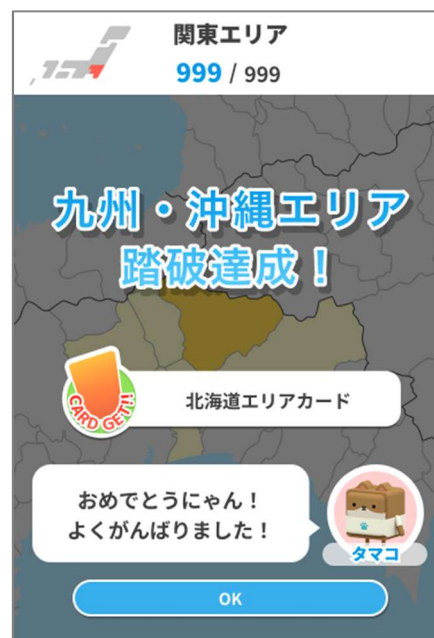 関東エリア
999 / 999
九州・沖縄エリア
踏破達成！
CARD GET!!
北海道エリアカード
おめでとうにゃん！
よくがんばりました！
タマコ
OK